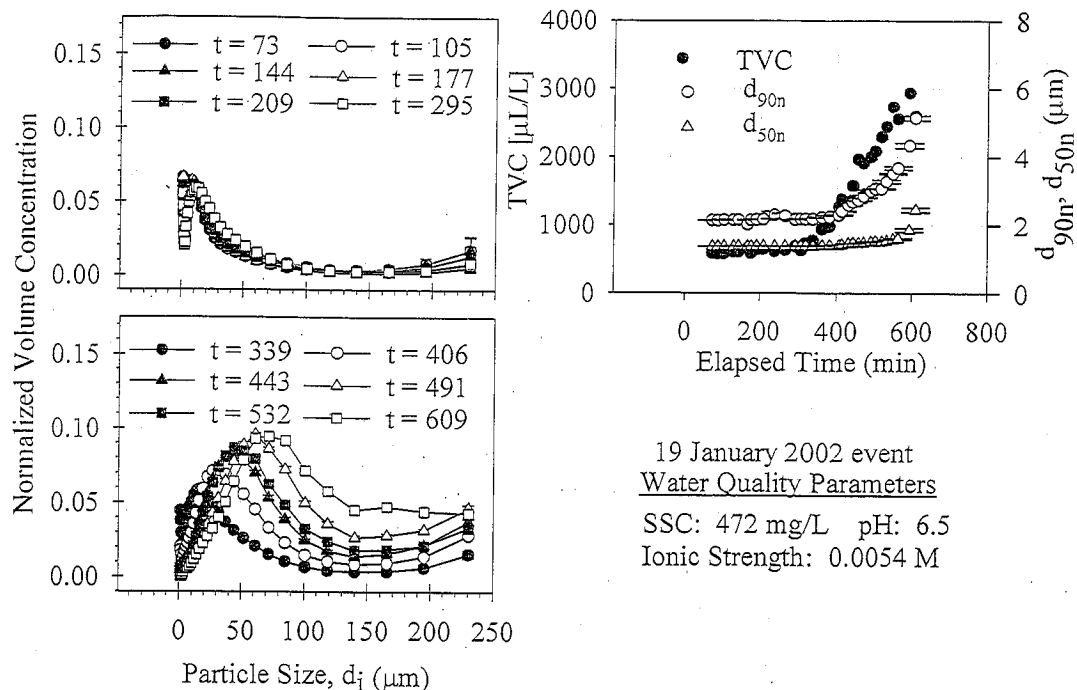 Normalized Volume Concentration
0.15
0.10
0.05
0.00
t = 73
t = 105
t = 144
t = 177
t = 209
t = 295
0.15
0.10
0.05
0.00
t = 339
t = 406
t = 443
t = 491
t = 532
t = 609
0 50 100 150 200 250
Particle Size, di (μm)
TVC [μL/L]
4000
3000
2000
1000
0
TVC
d90n
d50n
8
6
4
2
0
d90n, d50n (μm)
0 200 400 600 800
Elapsed Time (min)
19 January 2002 event
Water Quality Parameters
SSC: 472 mg/L pH: 6.5
Ionic Strength: 0.0054 M